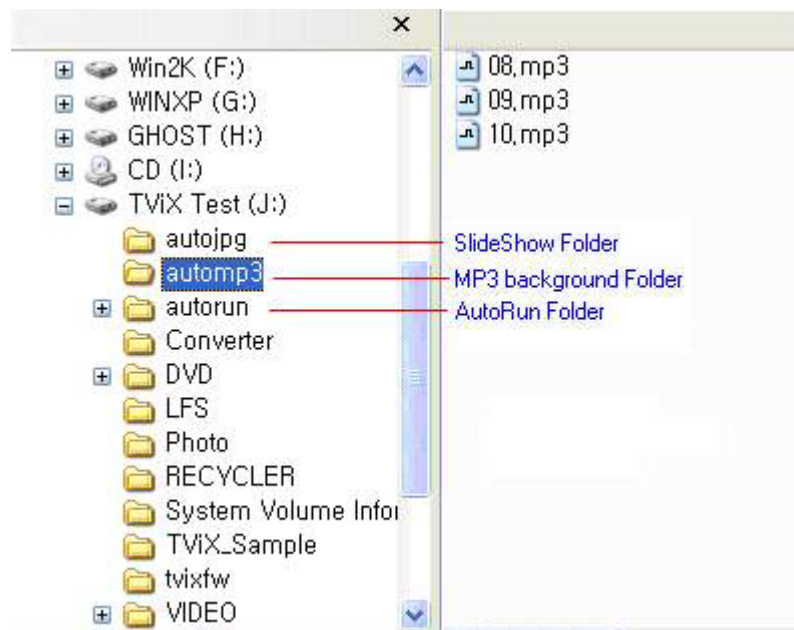 Win2K (F:)
WINXP (G:)
GHOST (H:)
CD (I:)
TViX Test (J:)
autojpg
automp3
autorun
Converter
DVD
LFS
Photo
RECYCLER
System Volume Infor
TViX_Sample
tvixfw
VIDEO
08.mp3
09.mp3
10.mp3
SlideShow Folder
MP3 background Folder
AutoRun Folder